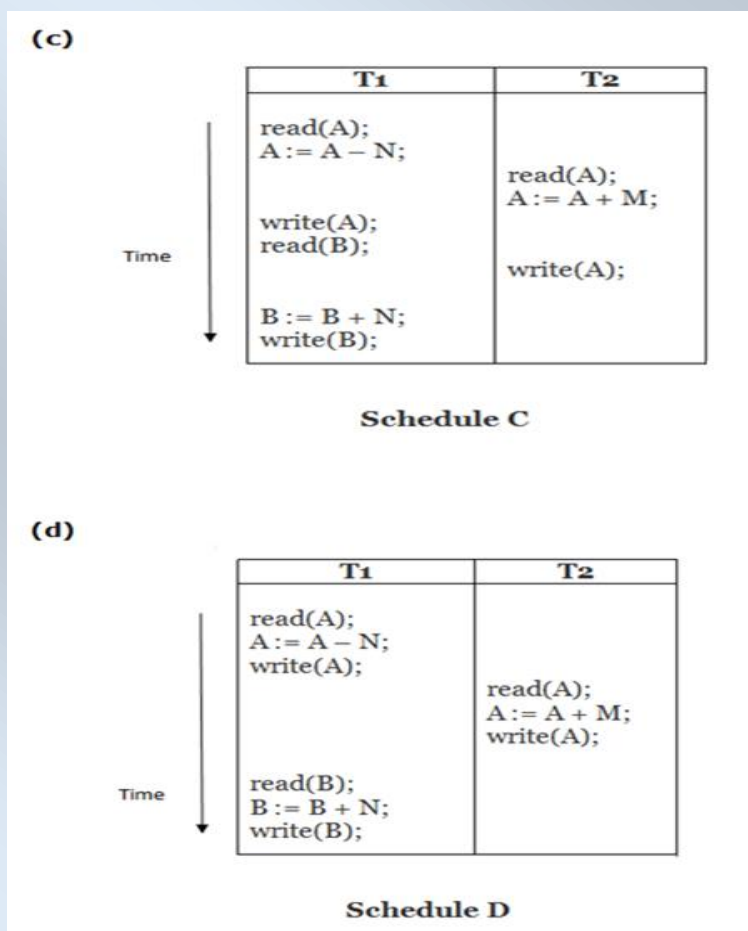 (c)
T1 T2
read(A);
A := A – N;
read(A);
A := A + M;
write(A);
read(B);
Time
write(A);
B := B + N;
write(B);
Schedule C
(d)
T1 T2
read(A);
A := A – N;
write(A);
read(A);
A := A + M;
write(A);
read(B);
Time
B := B + N;
write(B);
Schedule D